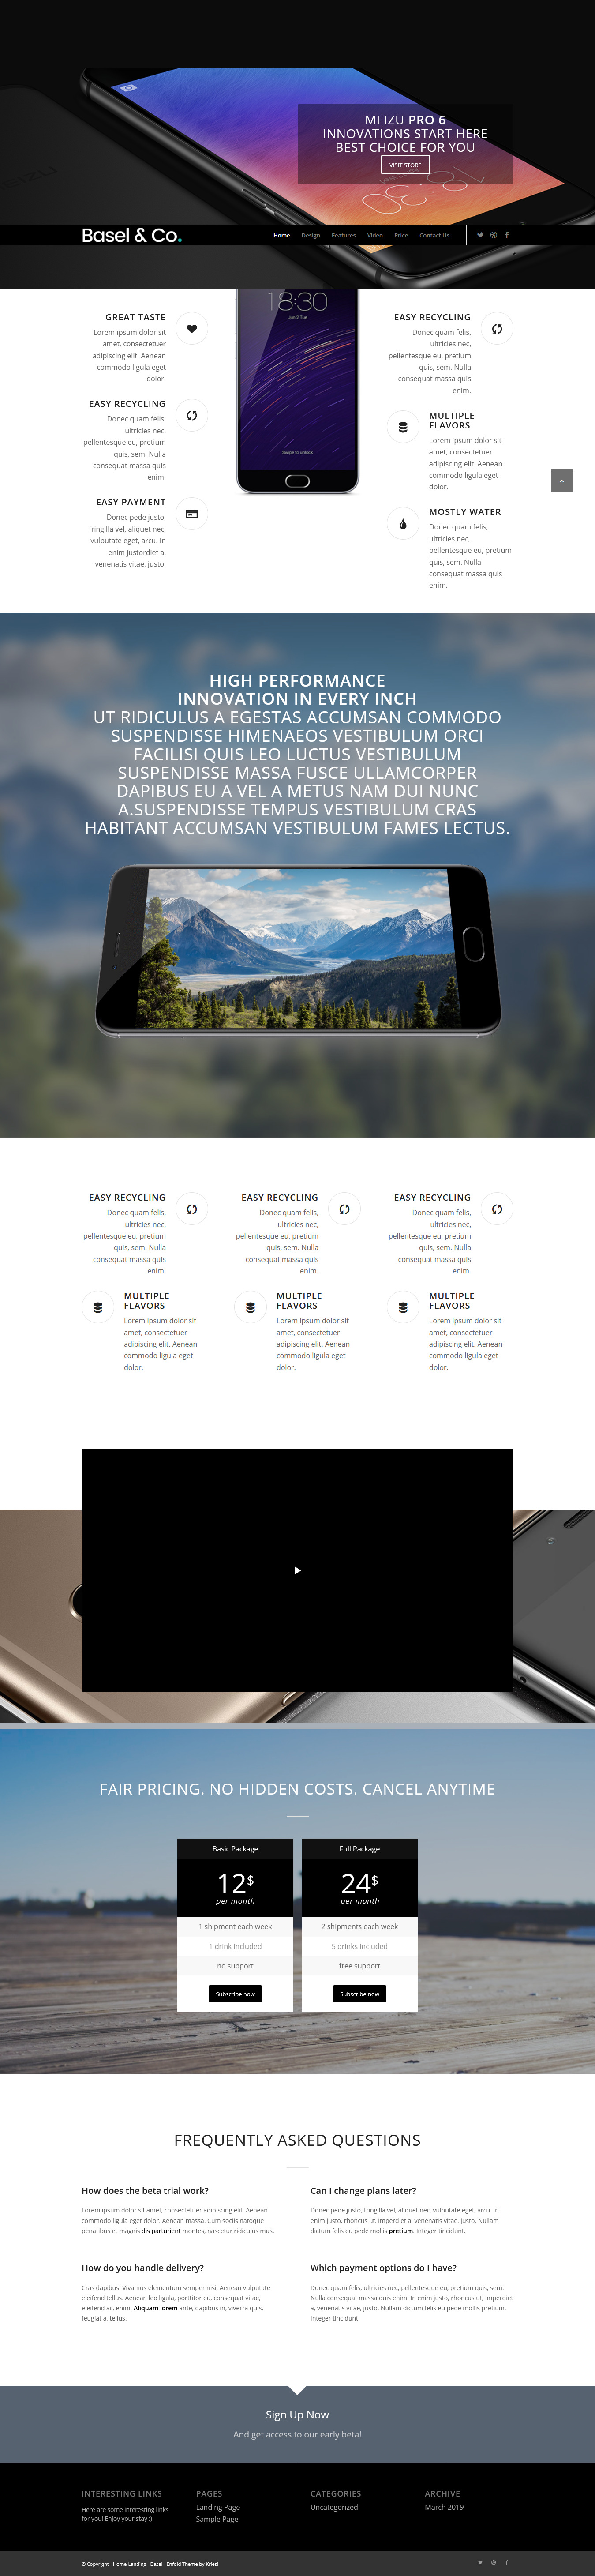 MEIZU PRO 6
INNOVATIONS START HERE
BEST CHOICE FOR YOU
VISIT STORE
Basel & Co.
Home Design Features Video Price Contact Us
GREAT TASTE
Lorem ipsum dolor sit
amet, consectetuer
adipiscing elit. Aenean
commodo ligula eget
dolor.
EASY RECYCLING
Donec quam felis,
ultricies nec,
pellentesque eu, pretium
quis, sem. Nulla
consequat massa quis
enim.
EASY PAYMENT
Donec pede justo,
fringilla vel, aliquet nec,
vulputate eget, arcu. In
enim justordiet a,
venenatis vitae, justo.
18:30
Jun 2 Tue
Swipe to unlock
EASY RECYCLING
Donec quam felis,
ultricies nec,
pellentesque eu, pretium
quis, sem. Nulla
consequat massa quis
enim.
MULTIPLE
FLAVORS
Lorem ipsum dolor sit
amet, consectetuer
adipiscing elit. Aenean
commodo ligula eget
dolor.
MOSTLY WATER
Donec quam felis,
ultricies nec,
pellentesque eu, pretium
quis, sem. Nulla
consequat massa quis
enim.
HIGH PERFORMANCE
INNOVATION IN EVERY INCH
UT RIDICULUS A EGESTAS ACCUMSAN COMMODO
SUSPENDISSE HIMENAEOS VESTIBULUM ORCI
FACILISI QUIS LEO LUCTUS VESTIBULUM
SUSPENDISSE MASSA FUSCE ULLAMCORPER
DAPIBUS EU A VEL A METUS NAM DUI NUNC
A.SUSPENDISSE TEMPUS VESTIBULUM CRAS
HABITANT ACCUMSAN VESTIBULUM FAMES LECTUS.
EASY RECYCLING
Donec quam felis,
ultricies nec,
pellentesque eu, pretium
quis, sem. Nulla
consequat massa quis
enim.
MULTIPLE
FLAVORS
Lorem ipsum dolor sit
amet, consectetuer
adipiscing elit. Aenean
commodo ligula eget
dolor.
EASY RECYCLING
Donec quam felis,
ultricies nec,
pellentesque eu, pretium
quis, sem. Nulla
consequat massa quis
enim.
MULTIPLE
FLAVORS
Lorem ipsum dolor sit
amet, consectetuer
adipiscing elit. Aenean
commodo ligula eget
dolor.
EASY RECYCLING
Donec quam felis,
ultricies nec,
pellentesque eu, pretium
quis, sem. Nulla
consequat massa quis
enim.
MULTIPLE
FLAVORS
Lorem ipsum dolor sit
amet, consectetuer
adipiscing elit. Aenean
commodo ligula eget
dolor.
FAIR PRICING. NO HIDDEN COSTS. CANCEL ANYTIME
Basic Package
12$
per month
1 shipment each week
1 drink included
no support
Subscribe now
Full Package
24$
per month
2 shipments each week
5 drinks included
free support
Subscribe now
FREQUENTLY ASKED QUESTIONS
How does the beta trial work?
Lorem ipsum dolor sit amet, consectetuer adipiscing elit. Aenean
commodo ligula eget dolor. Aenean massa. Cum sociis natoque
penatibus et magnis dis parturient montes, nascetur ridiculus mus.
Can I change plans later?
Donec pede justo, fringilla vel, aliquet nec, vulputate eget, arcu. In
enim justo, rhoncus ut, imperdiet a, venenatis vitae, justo. Nullam
dictum felis eu pede mollis pretium. Integer tincidunt.
How do you handle delivery?
Cras dapibus. Vivamus elementum semper nisi. Aenean vulputate
eleifend tellus. Aenean leo ligula, porttitor eu, consequat vitae,
eleifend ac, enim. Aliquam lorem ante, dapibus in, viverra quis,
feugiat a, tellus.
Which payment options do I have?
Donec quam felis, ultricies nec, pellentesque eu, pretium quis, sem.
Nulla consequat massa quis enim. In enim justo, rhoncus ut, imperdiet
a, venenatis vitae, justo. Nullam dictum felis eu pede mollis pretium.
Integer tincidunt.
Sign Up Now
And get access to our early beta!
INTERESTING LINKS
Here are some interesting links
for you! Enjoy your stay :)
PAGES
Landing Page
Sample Page
CATEGORIES
Uncategorized
ARCHIVE
March 2019
© Copyright - Home-Landing - Basel - Enfold Theme by Kriesi